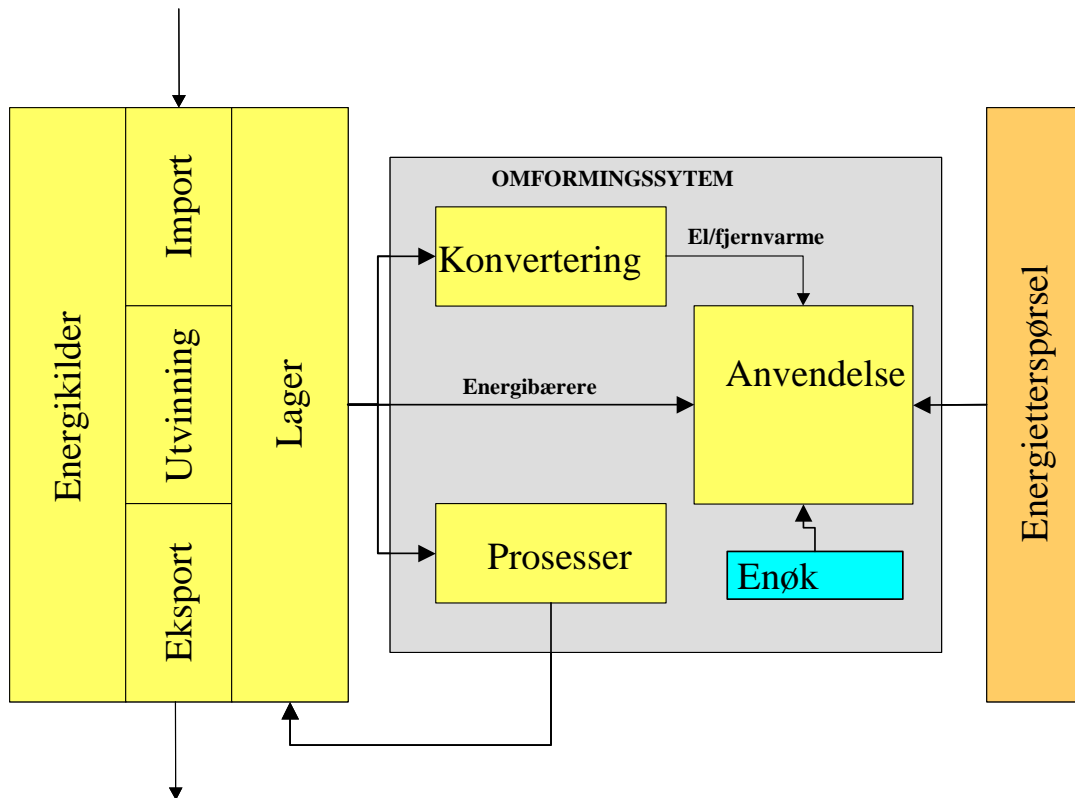 Energikilder
Import
Utvinning
Eksport
Lager
OMFORMINGSSYTEM
Konvertering
El/fjernvarme
Energibærere
Anvendelse
Prosesser
Enøk
Energietterspørsel